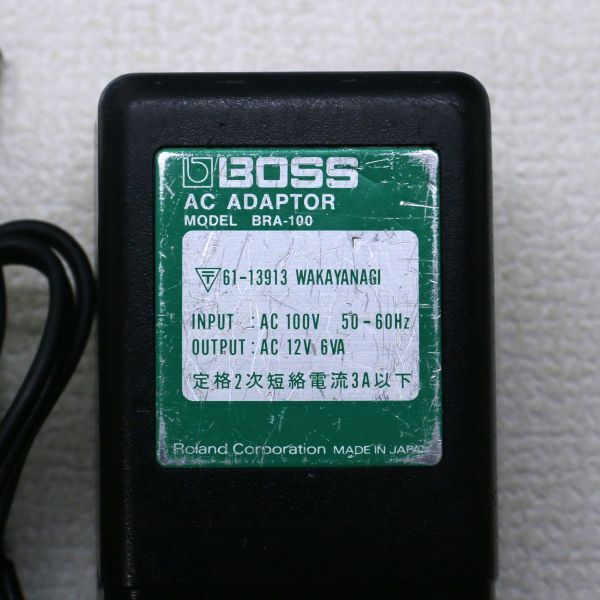 BOSS
AC ADAPTOR
MODEL BRA-100
〒61-13913 WAKAYANAGI
INPUT : AC 100V 50-60Hz
OUTPUT : AC 12V 6VA
定格2次短絡電流3A以下
Roland Corporation MADE IN JAPAN